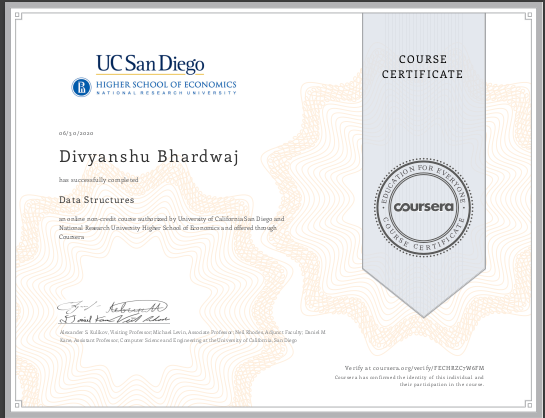 UC San Diego
HIGHER SCHOOL OF ECONOMICS
NATIONAL RESEARCH UNIVERSITY
COURSE
CERTIFICATE
06/30/2020
Divyanshu Bhardwaj
has successfully completed
Data Structures
an online non-credit course authorized by University of California San Diego and
National Research University Higher School of Economics and offered through
Coursera
EDUCATION FOR EVERYONE
coursera
COURSE CERTIFICATE
Alexander S. Kulikov, Visiting Professor; Michael Levin, Associate Professor; Neil Rhodes, Adjunct Faculty; Daniel M
Kane, Assistant Professor. Computer Science and Engineering at the University of California, San Diego
Verify at coursera.org/verify/FECHRZC7W6FM
Coursera has confirmed the identity of this individual and
their participation in the course.